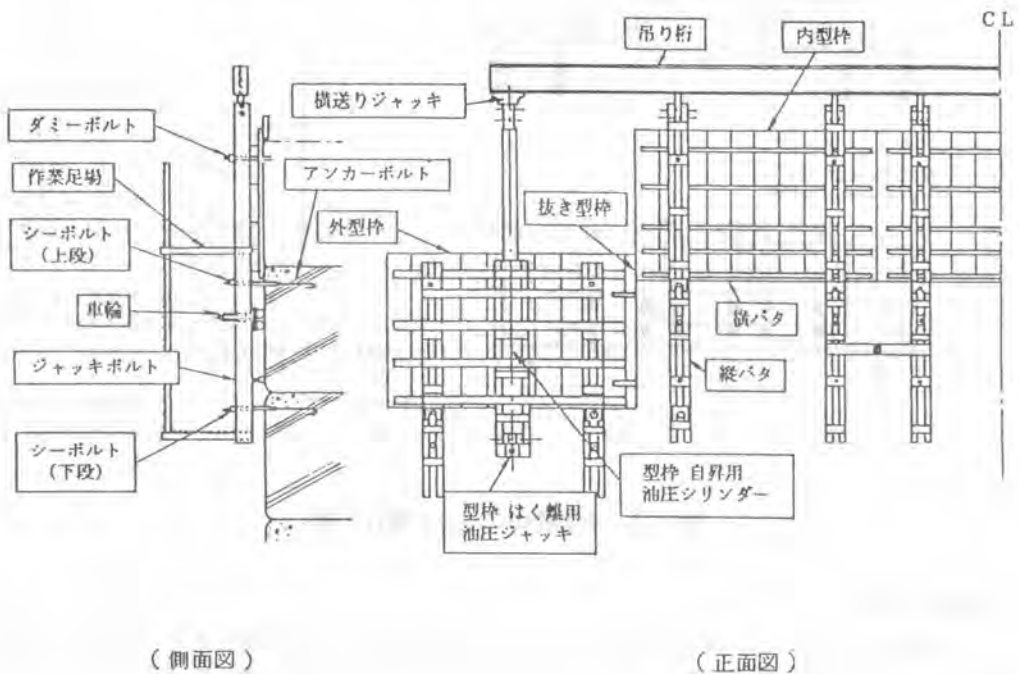 CL
吊り桁
内型枠
横送りジャッキ
ダミーボルト
アンカーボルト
作業足場
抜き型枠
外型枠
シーボルト
(上段)
車輪
横バタ
ジャッキボルト
縦バタ
シーボルト
(下段)
型枠 自昇用
油圧シリンダー
型枠 はく離用
油圧ジャッキ
(側面図)
(正面図)